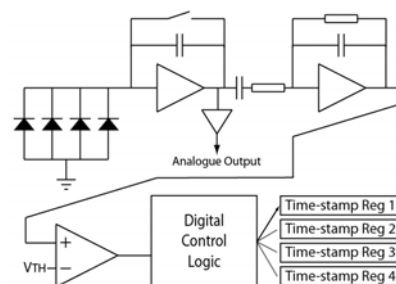 Analogue Output
+
VTH
−
Digital
Control
Logic
Time-stamp Reg 1
Time-stamp Reg 2
Time-stamp Reg 3
Time-stamp Reg 4